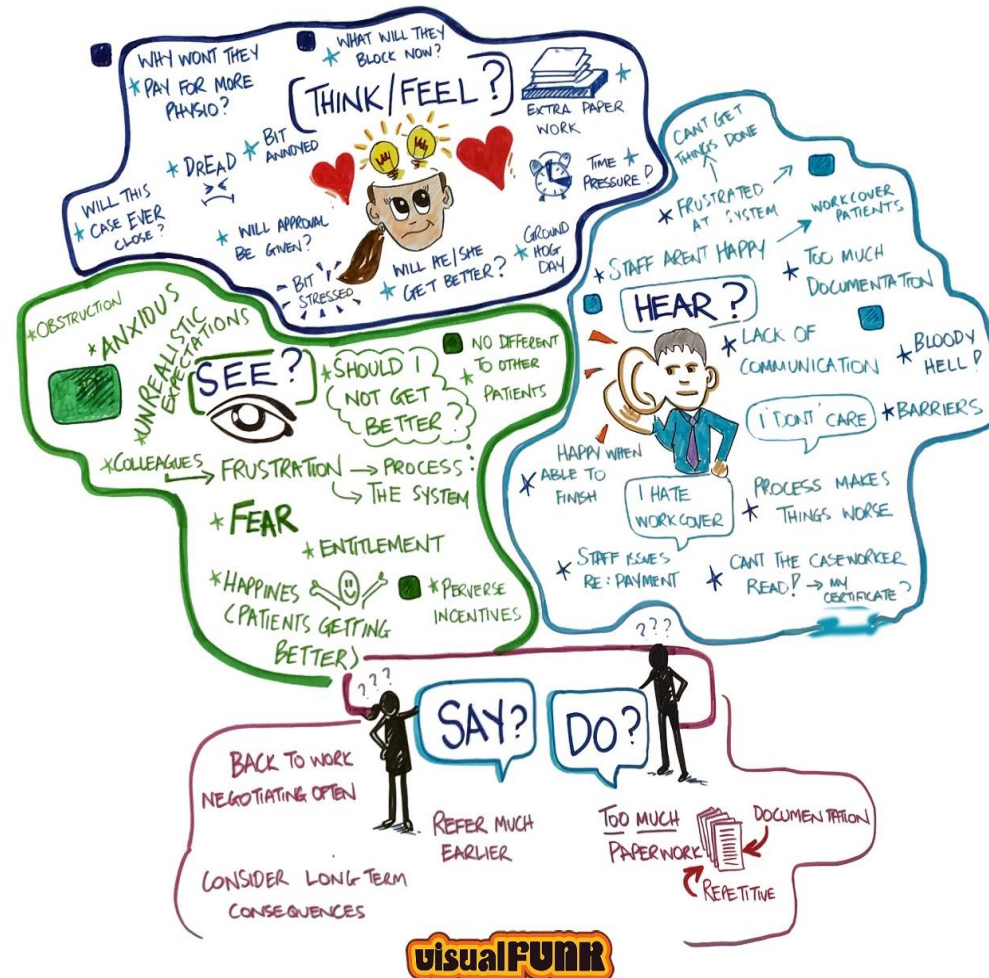 WHY WONT THEY
PAY FOR MORE
PHYSIO?
WHAT WILL THEY
BLOCK NOW?
THINK/FEEL?
EXTRA PAPER
WORK
BIT
ANNOYED
DREAD
TIME
PRESSURE!
WILL THIS
CASE EVER
CLOSE?
WILL APPROVAL
BE GIVEN?
BIT
STRESSED
WILL HE/SHE
GET BETTER?
GROUND
HOG
DAY
OBSTRUCTION
ANXIOUS
UNREALISTIC
EXPECTATIONS
SEE?
SHOULD I
NOT GET
BETTER?
NO DIFFERENT
TO OTHER
PATIENTS
COLLEAGUES
FRUSTRATION → PROCESS
THE SYSTEM
FEAR
ENTITLEMENT
HAPPINES
(PATIENTS GETTING
BETTER)
PERVERSE
INCENTIVES
CANT GET
THINGS DONE
FRUSTRATED
AT SYSTEM
WORKCOVER
PATIENTS
STAFF ARENT HAPPY
TOO MUCH
DOCUMENTATION
HEAR?
LACK OF
COMMUNICATION
BLOODY
HELL!
I DONT CARE
BARRIERS
HAPPY WHEN
ABLE TO
FINISH
I HATE
WORKCOVER
PROCESS MAKES
THINGS WORSE
STAFF ISSUES
RE: PAYMENT
CANT THE CASEWORKER
READ! → MY
CERTIFICATE?
???
???
SAY?
DO?
BACK TO WORK
NEGOTIATING OFTEN
REFER MUCH
EARLIER
CONSIDER LONG TERM
CONSEQUENCES
TOO MUCH
PAPERWORK
DOCUMENTATION
REPETITIVE
visualFUNK